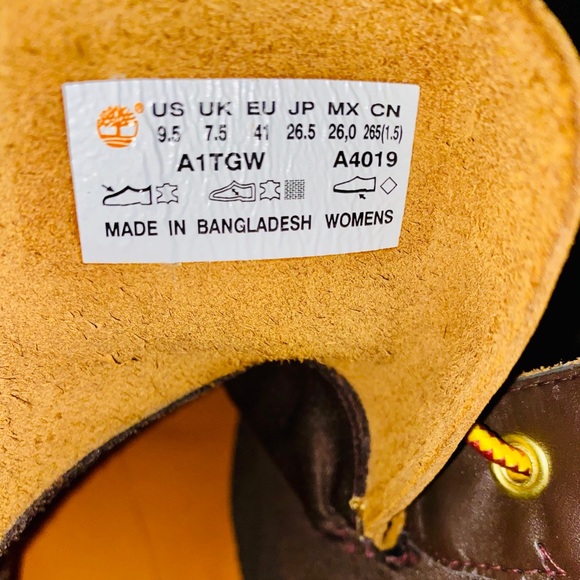 US UK EU JP MX CN
9.5 7.5 41 26.5 26,0 265(1.5)
A1TGW A4019
MADE IN BANGLADESH WOMENS